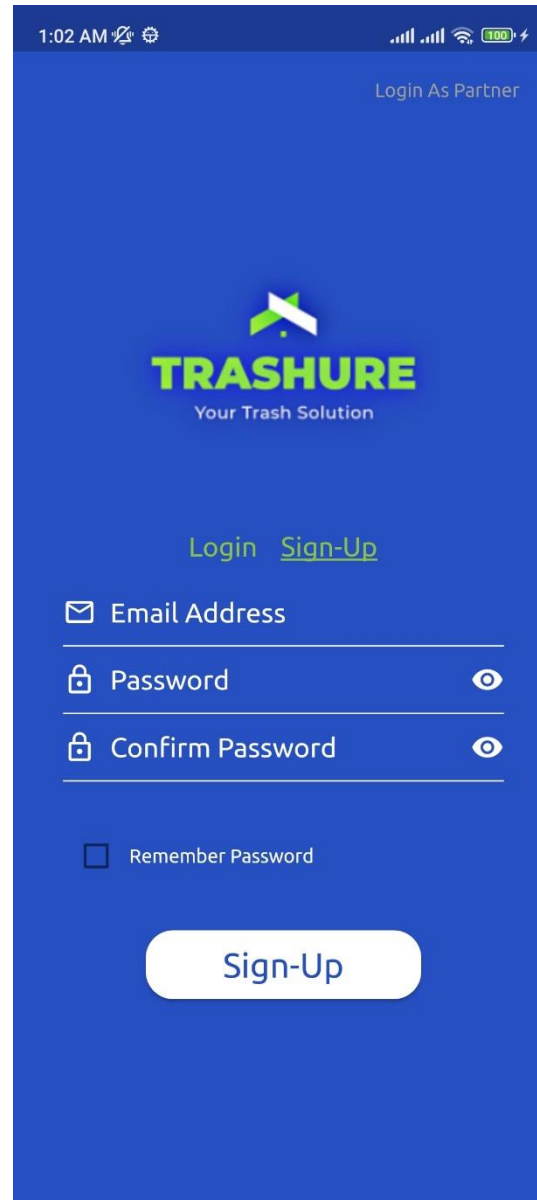 1:02 AM 100
Login As Partner
TRASHURE
Your Trash Solution
Login Sign-Up
Email Address
Password
Confirm Password
Remember Password
Sign-Up